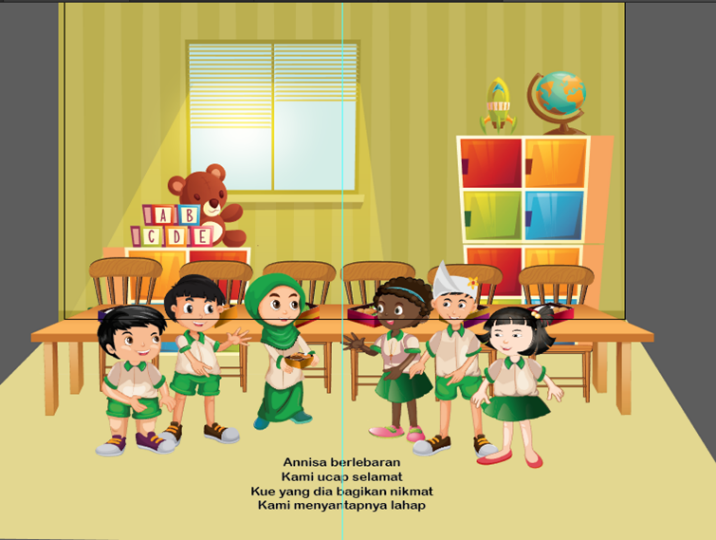 A B
C D E
Annisa berlebaran
Kami ucap selamat
Kue yang dia bagikan nikmat
Kami menyantapnya lahap